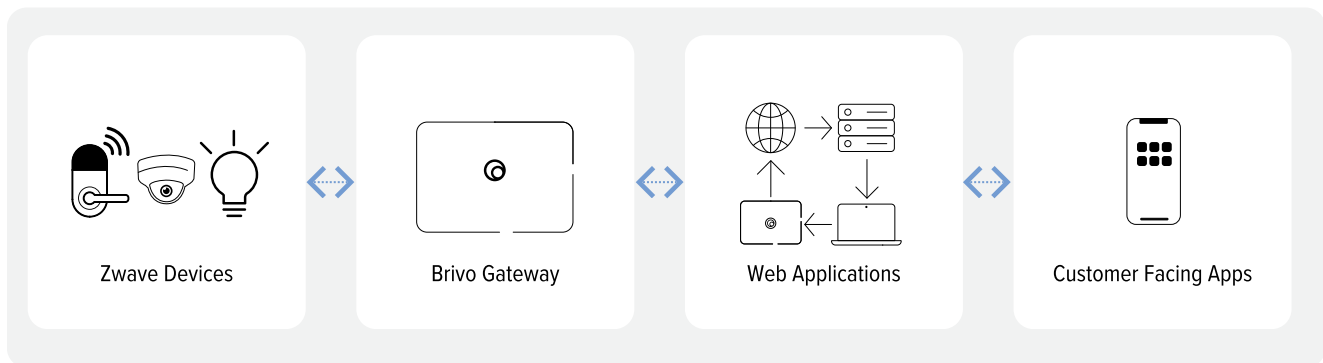 Zwave Devices
Brivo Gateway
Web Applications
Customer Facing Apps